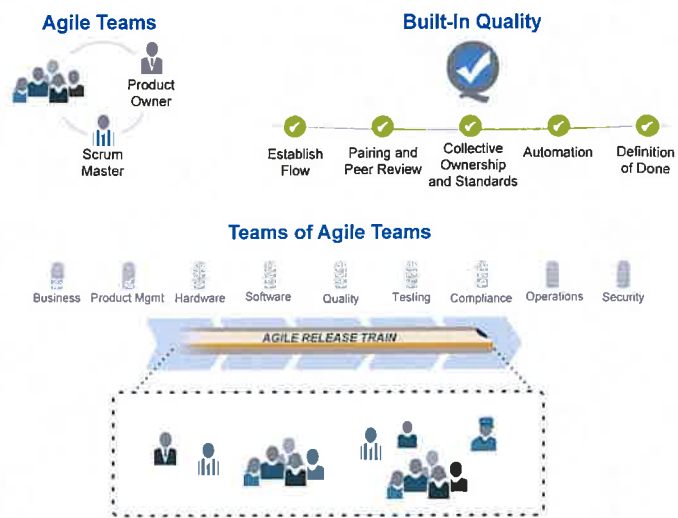 Agile Teams
Product
Owner
Scrum
Master
Built-In Quality
Establish
Flow
Pairing and
Peer Review
Collective
Ownership
and Standards
Automation
Definition
of Done
Teams of Agile Teams
Business Product Mgmt Hardware Software Quality Testing Compliance Operations Security
AGILE RELEASE TRAIN